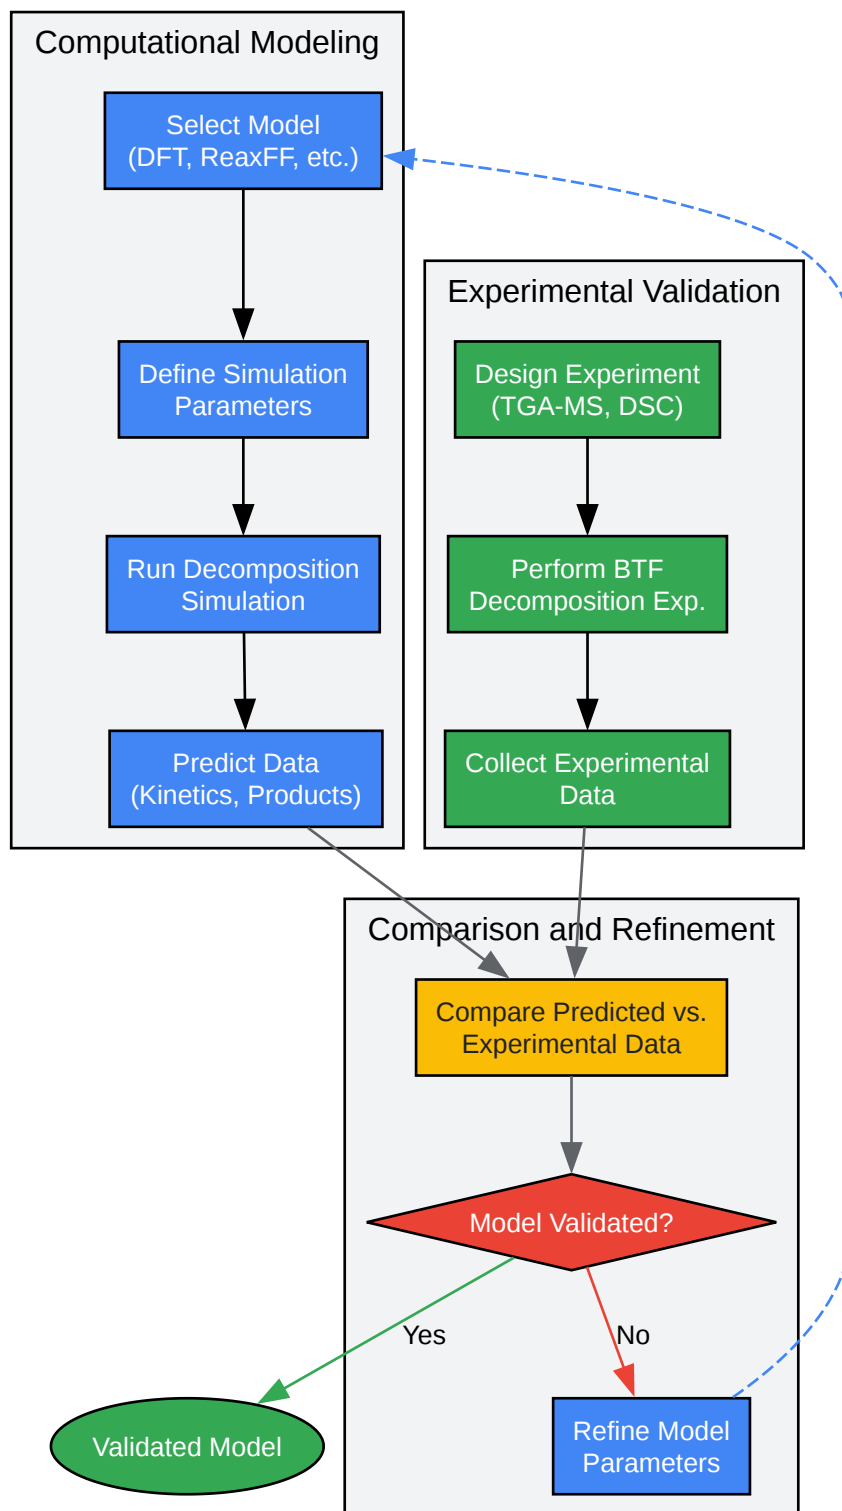 Computational Modeling
Select Model
(DFT, ReaxFF, etc.)
Define Simulation
Parameters
Run Decomposition
Simulation
Predict Data
(Kinetics, Products)
Experimental Validation
Design Experiment
(TGA-MS, DSC)
Perform BTF
Decomposition Exp.
Collect Experimental
Data
Comparison and Refinement
Compare Predicted vs.
Experimental Data
Model Validated?
Yes
No
Validated Model
Refine Model
Parameters